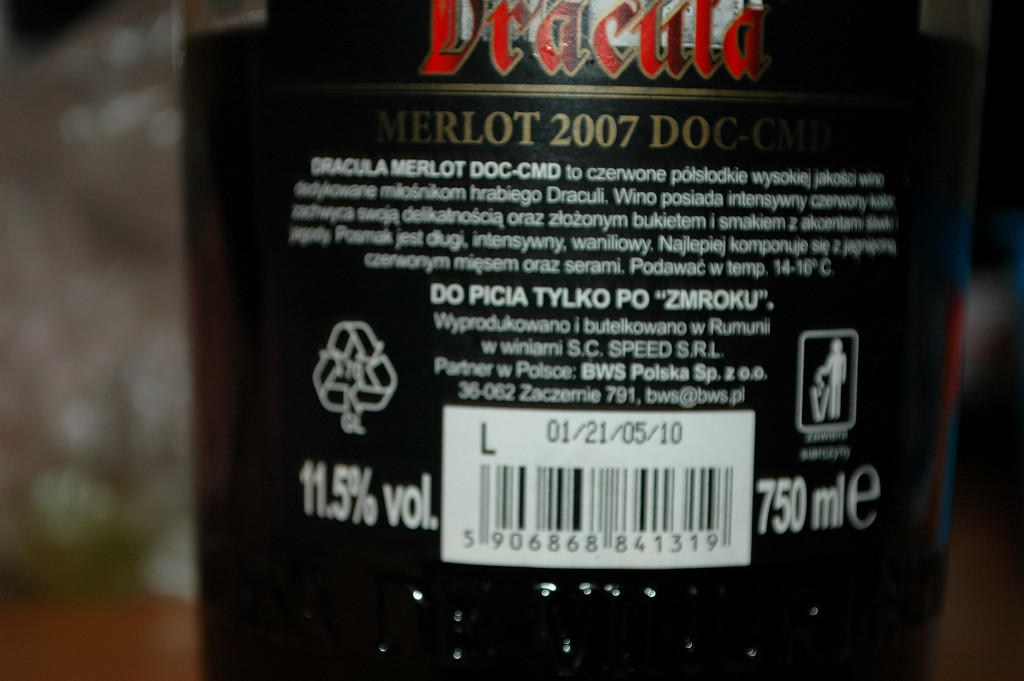 Dracula
MERLOT 2007 DOC-CMD
DRACULA MERLOT DOC-CMD to czerwone półsłodkie wysokiej jakości wino
dedykowane miłośnikom hrabiego Draculi. Wino posiada intensywny czerwony kolor,
zachwyca swoją delikatnością oraz złożonym bukietem i smakiem z akcentami śliwki i
jagody. Posmak jest długi, intensywny, waniliowy. Najlepiej komponuje się z jagnięciną,
czerwonym mięsem oraz serami. Podawać w temp. 14-16° C.
DO PICIA TYLKO PO "ZMROKU".
Wyprodukowano i butelkowano w Rumunii
w winiarni S.C. SPEED S.R.L.
Partner w Polsce: BWS Polska Sp. z o.o.
36-062 Zaczernie 791, bws@bws.pl
GL
zawiera
siarczyny
L 01/21/05/10
11.5% vol.
750 ml e
5 906868 841319